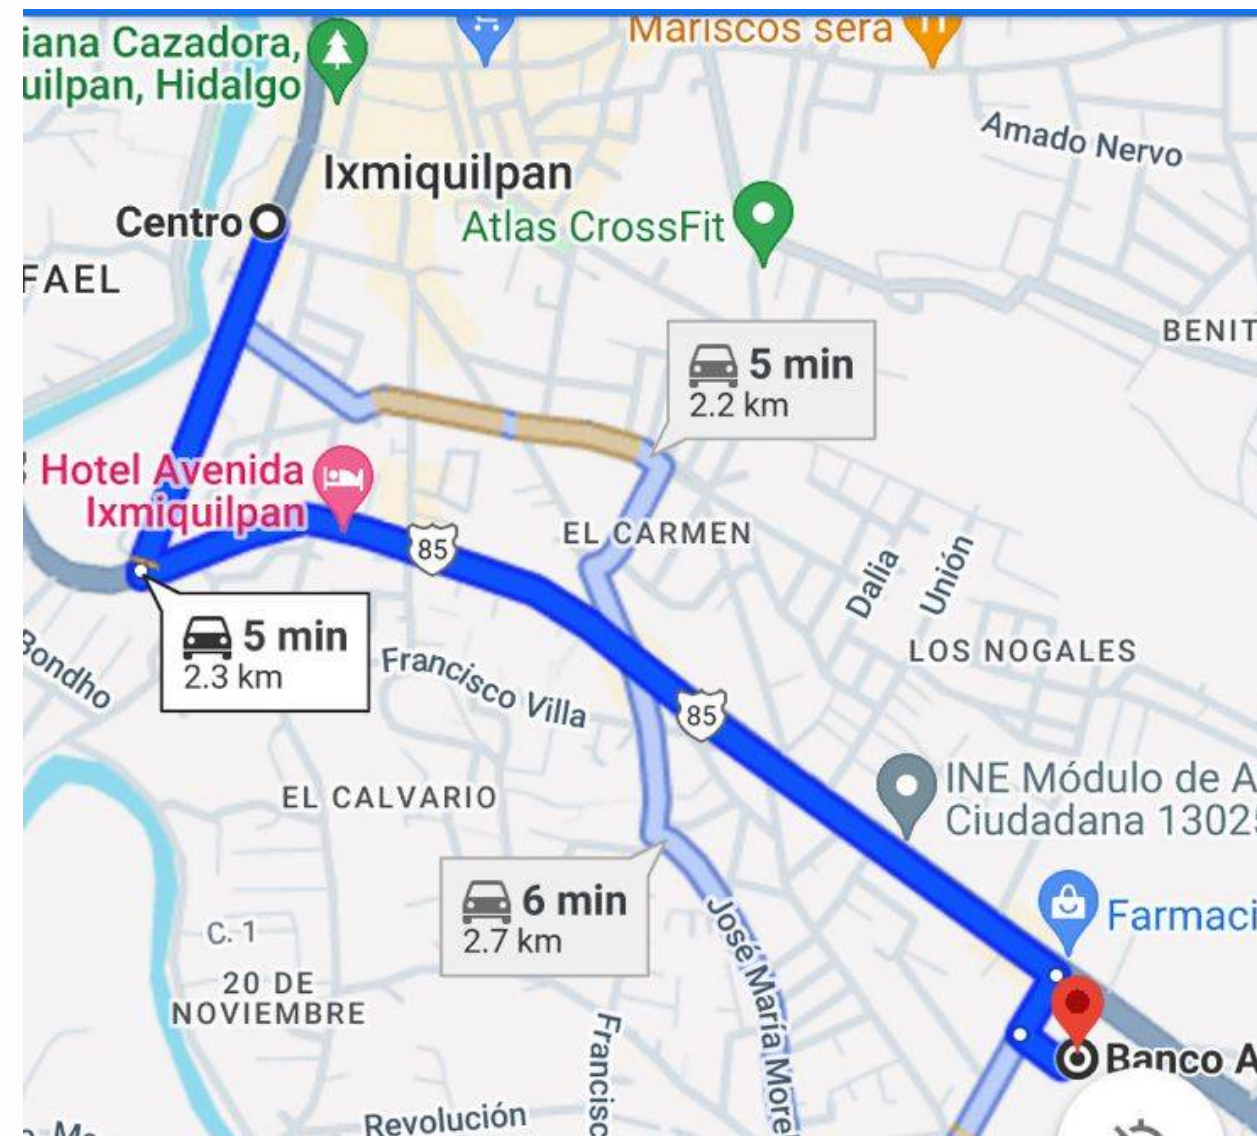 iana Cazadora,
uilpan, Hidalgo
Mariscos sera
Amado Nervo
Ixmiquilpan
Centro
Atlas CrossFit
FAEL
BENIT
5 min
2.2 km
Hotel Avenida
Ixmiquilpan
85
EL CARMEN
Dalia
Unión
5 min
2.3 km
Bondho
Francisco Villa
LOS NOGALES
85
EL CALVARIO
INE Módulo de A
Ciudadana 1302
6 min
2.7 km
José María More
Farmaci
C. 1
20 DE
NOVIEMBRE
Francisc
Banco A
Revolución